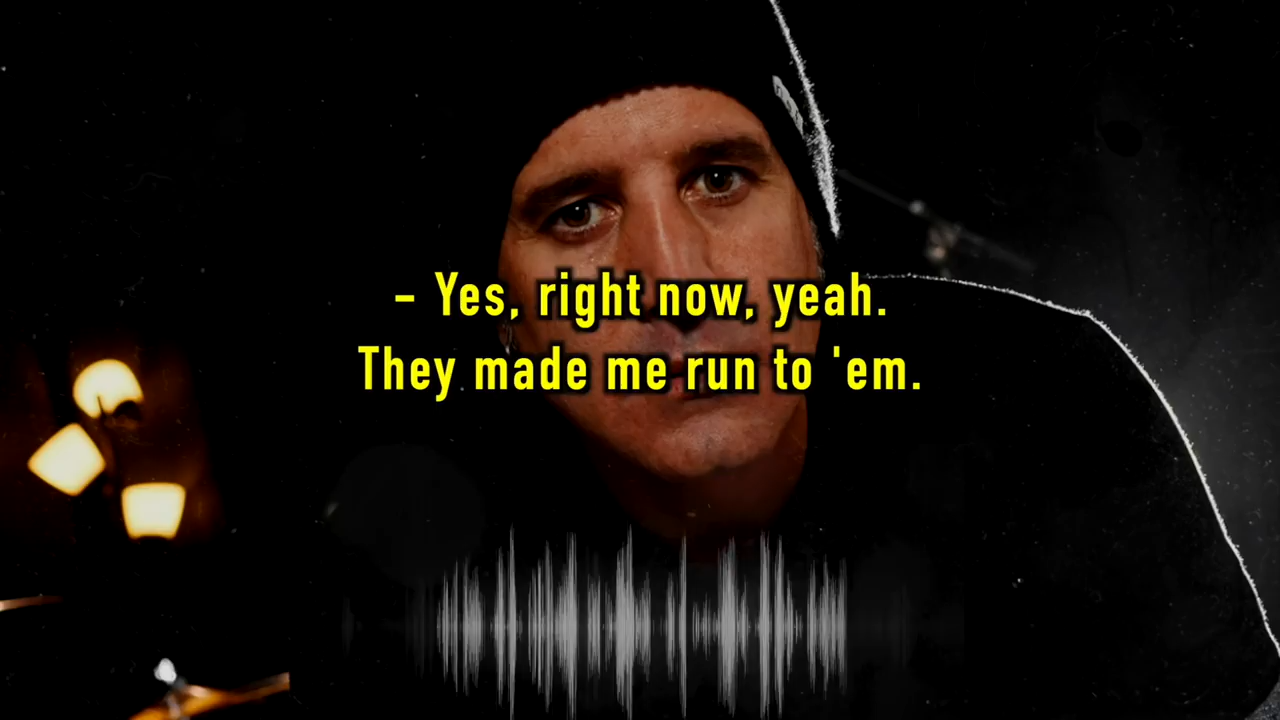 - Yes, right now, yeah.
They made me run to 'em.